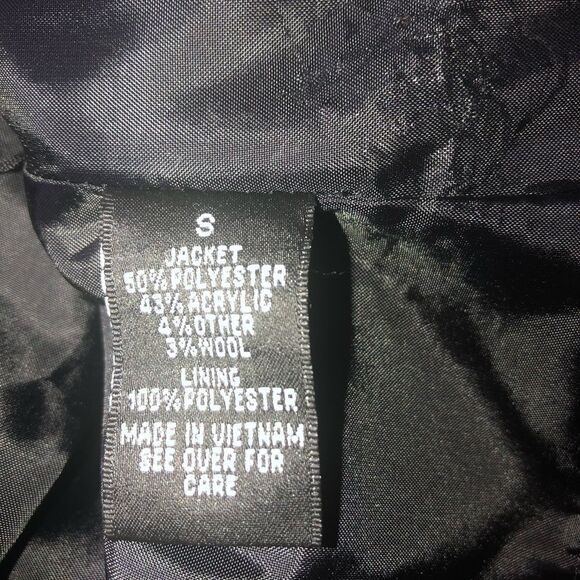 S
JACKET
50% POLYESTER
43% ACRYLIC
4% OTHER
3% WOOL
LINING
100% POLYESTER
MADE IN VIETNAM
SEE OVER FOR
CARE